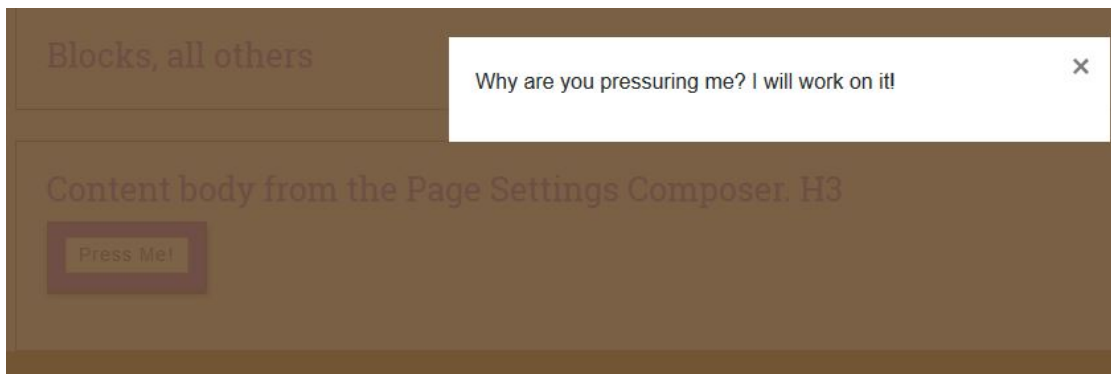 Blocks, all others
Why are you pressuring me? I will work on it!
×
Content body from the Page Settings Composer. H3
Press Me!